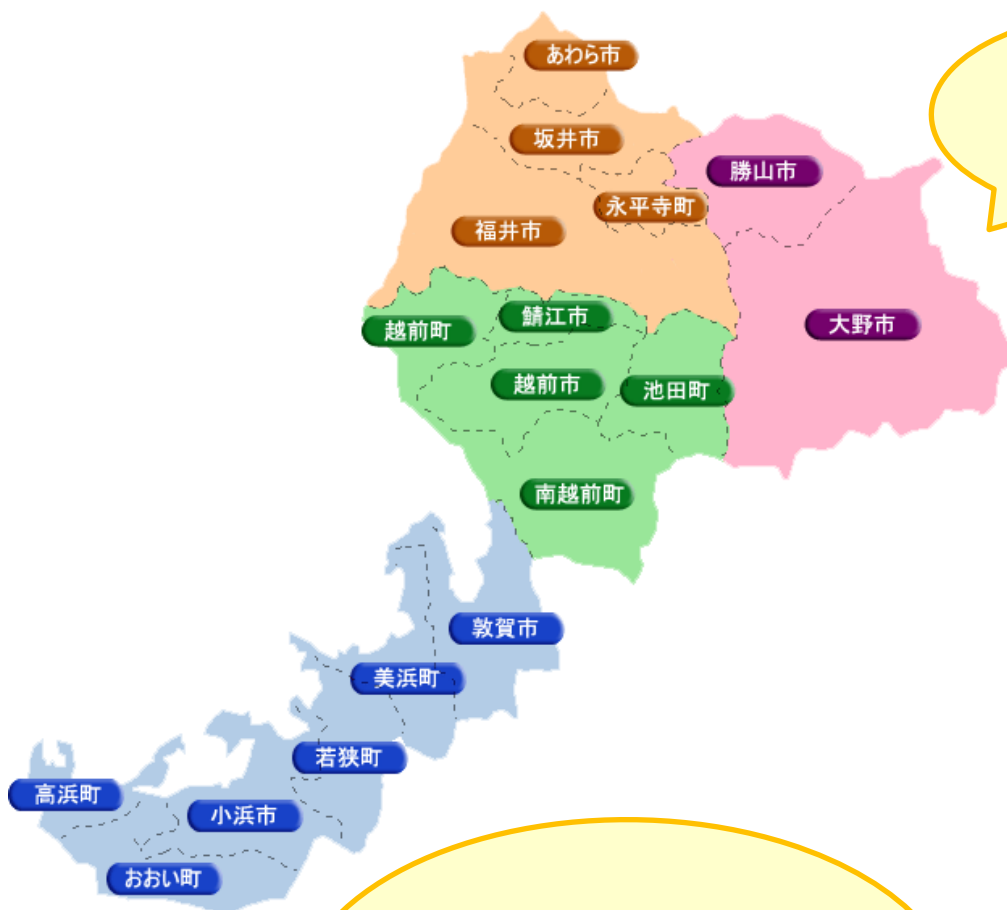 あわら市
坂井市
勝山市
永平寺町
福井市
鯖江市
大野市
越前町
越前市
池田町
南越前町
敦賀市
美浜町
若狭町
高浜町
小浜市
おおい町